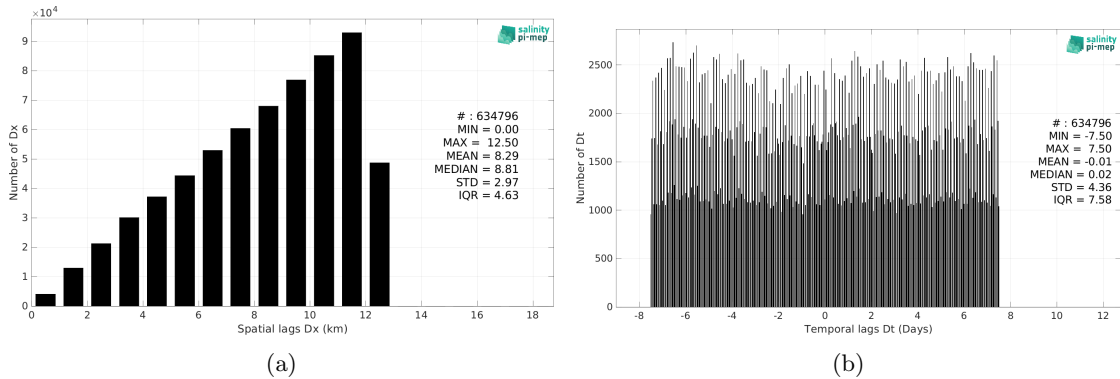 ×10⁴
9
8
7
6
5
4
3
2
1
0
Number of Dx
0 2 4 6 8 10 12 14 16 18
Spatial lags Dx (km)
salinity
pi-mep
# : 634796
MIN = 0.00
MAX = 12.50
MEAN = 8.29
MEDIAN = 8.81
STD = 2.97
IQR = 4.63
(a)
2500
2000
1500
1000
500
0
Number of Dt
-8 -6 -4 -2 0 2 4 6 8 10 12
Temporal lags Dt (Days)
salinity
pi-mep
# : 634796
MIN = -7.50
MAX = 7.50
MEAN = -0.01
MEDIAN = 0.02
STD = 4.36
IQR = 7.58
(b)